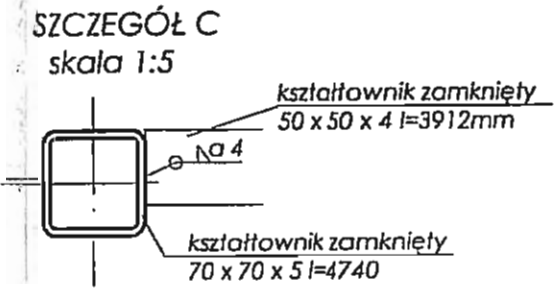 SZCZEGÓŁ C
skala 1:5
kształtownik zamknięty
50 x 50 x 4 l=3912mm
a 4
kształtownik zamknięty
70 x 70 x 5 l=4740